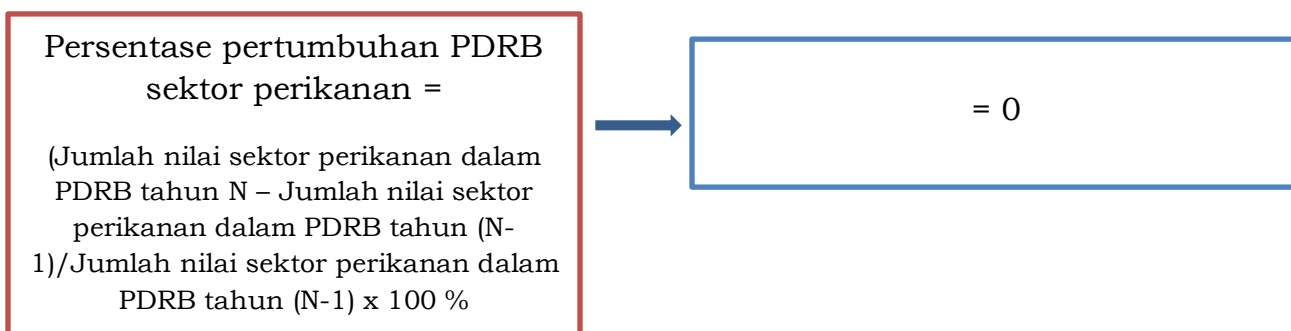 Persentase pertumbuhan PDRB
sektor perikanan =
(Jumlah nilai sektor perikanan dalam
PDRB tahun N – Jumlah nilai sektor
perikanan dalam PDRB tahun (N-
1)/Jumlah nilai sektor perikanan dalam
PDRB tahun (N-1) x 100 %
= 0